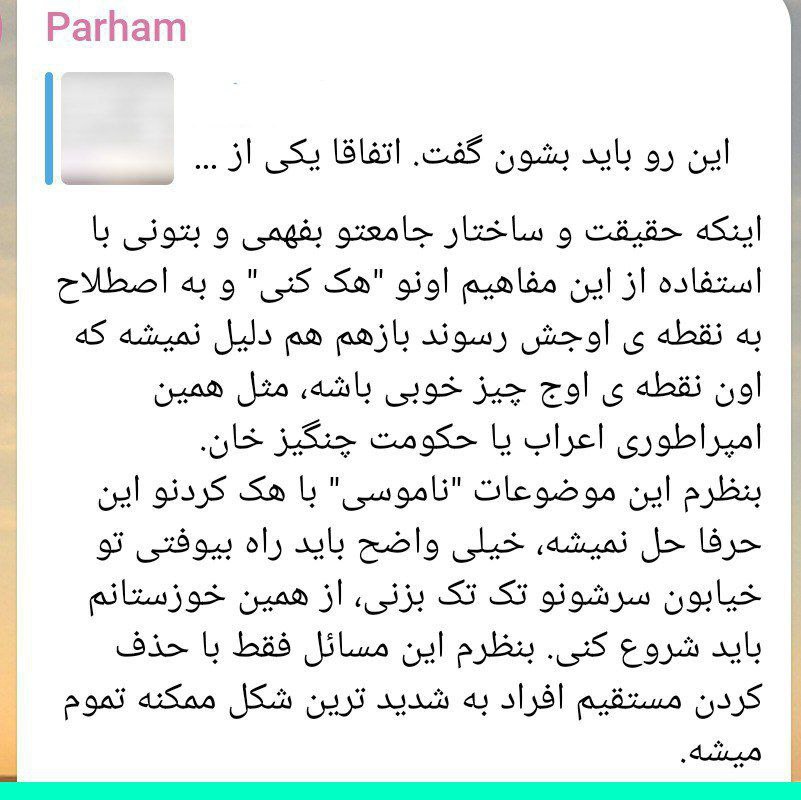 Parham
این رو باید بشون گفت. اتفاقا یکی از ...
اینکه حقیقت و ساختار جامعتو بفهمی و بتونی با
استفاده از این مفاهیم اونو "هک کنی" و به اصطلاح
به نقطه ی اوجش رسوند بازهم هم دلیل نمیشه که
اون نقطه ی اوج چیز خوبی باشه، مثل همین
امپراطوری اعراب یا حکومت چنگیز خان.
بنظرم این موضوعات "ناموسی" با هک کردنو این
حرفا حل نمیشه، خیلی واضح باید راه بیوفتی تو
خیابون سرشونو تک تک بزنی، از همین خوزستانم
باید شروع کنی. بنظرم این مسائل فقط با حذف
کردن مستقیم افراد به شدید ترین شکل ممکنه تموم
میشه.